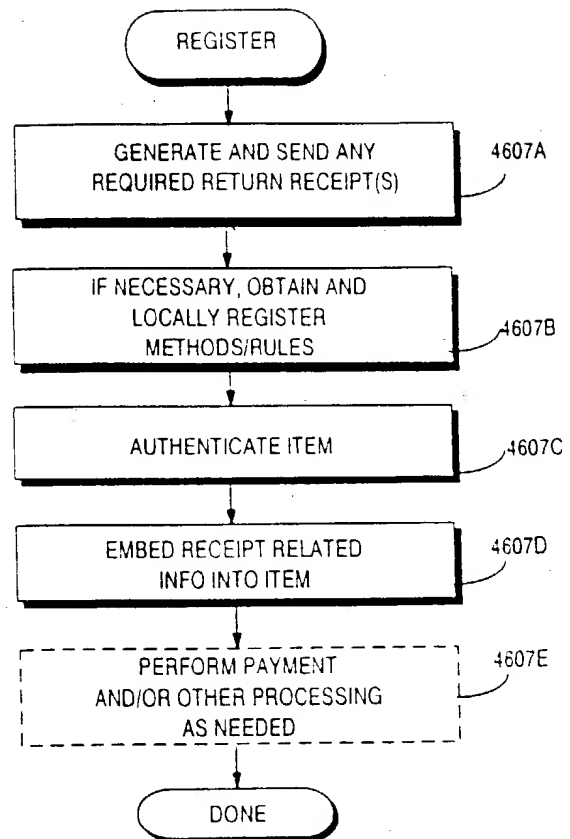 REGISTER
GENERATE AND SEND ANY
REQUIRED RETURN RECEIPT(S)
4607A
IF NECESSARY, OBTAIN AND
LOCALLY REGISTER
METHODS/RULES
4607B
AUTHENTICATE ITEM
4607C
EMBED RECEIPT RELATED
INFO INTO ITEM
4607D
PERFORM PAYMENT
AND/OR OTHER PROCESSING
AS NEEDED
4607E
DONE